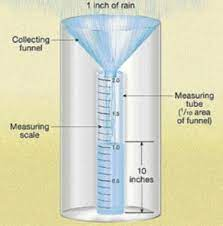 1 inch of rain
Collecting
funnel
2.0
Measuring
tube
(1/10 area
of funnel)
Measuring
scale
1.5
1.0
10
inches
0.5